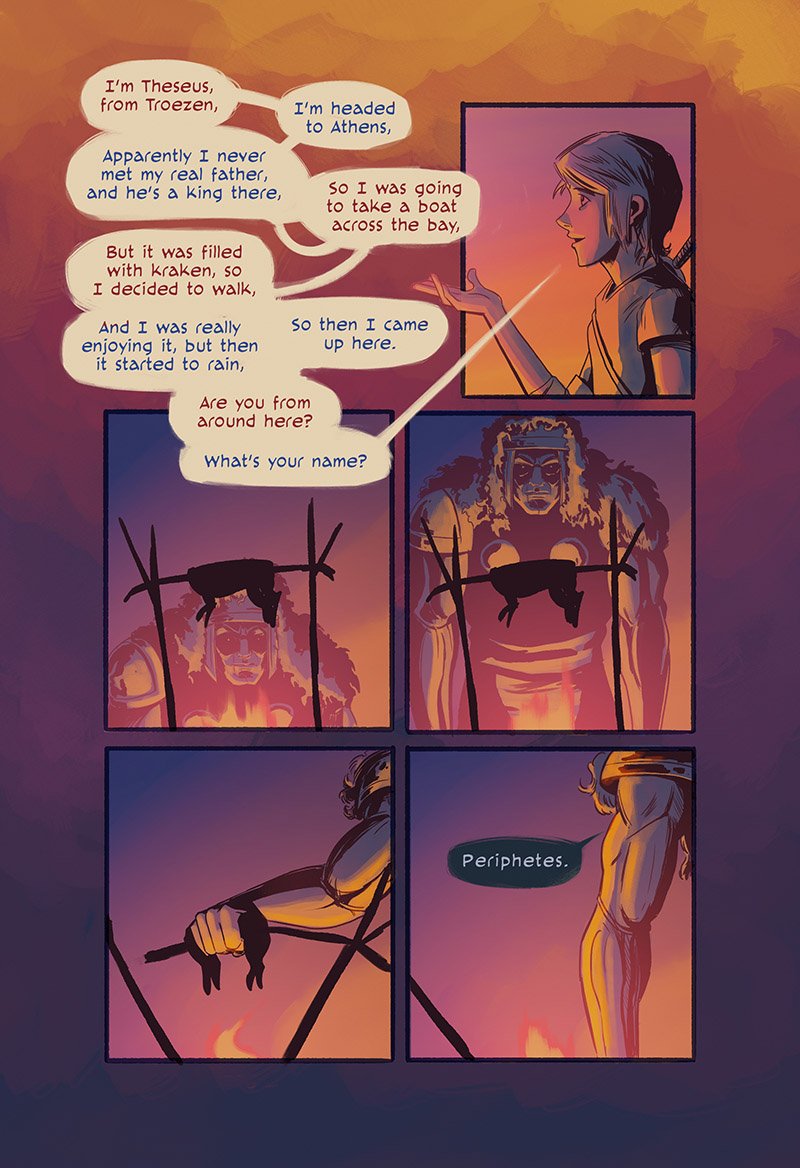 I'm Theseus,
from Troezen,
I'm headed
to Athens,
Apparently I never
met my real father,
and he's a king there,
So I was going
to take a boat
across the bay,
But it was filled
with kraken, so
I decided to walk,
And I was really
enjoying it, but then
it started to rain,
So then I came
up here.
Are you from
around here?
What's your name?
Periphetes.